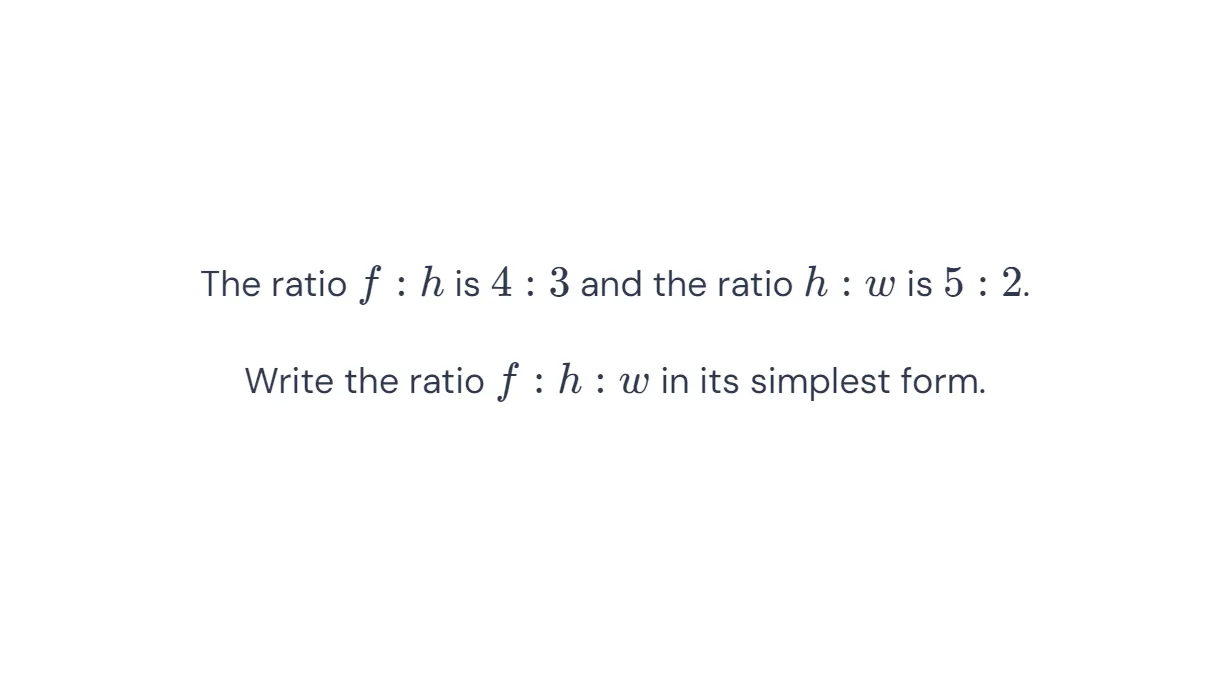 The ratio f : h is 4 : 3 and the ratio h : w is 5 : 2.
Write the ratio f : h : w in its simplest form.